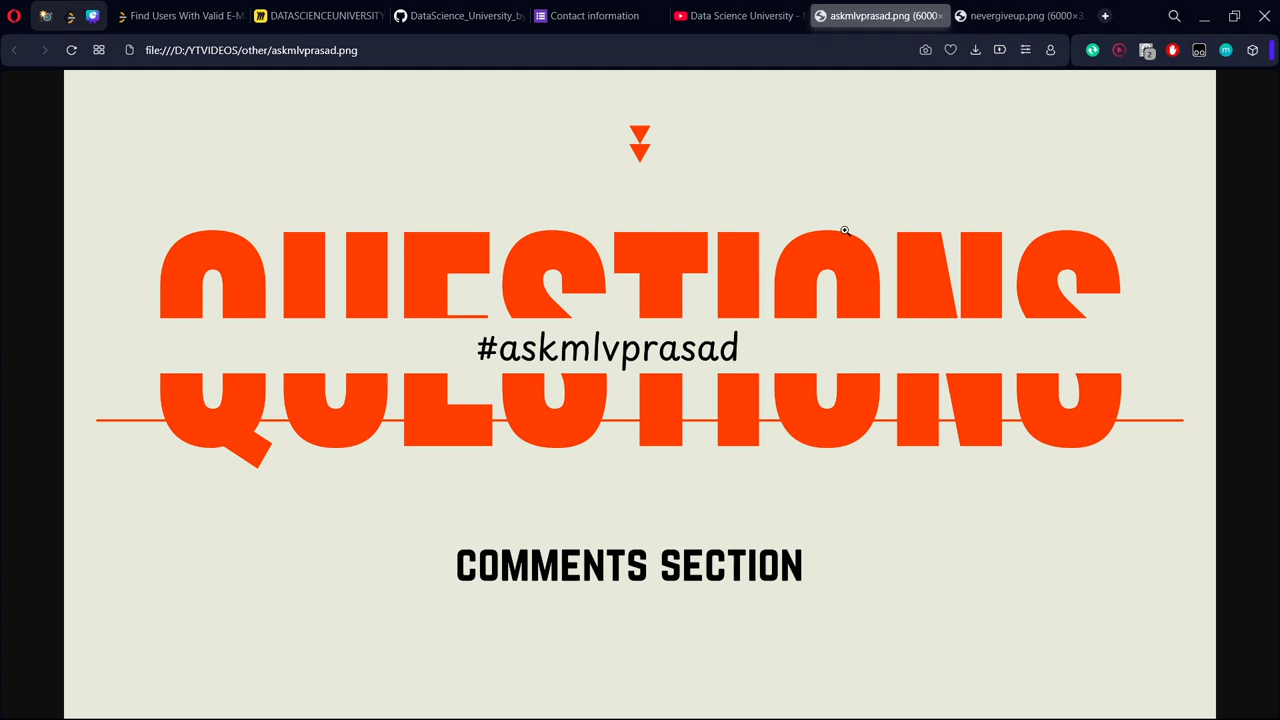 Find Users With Valid E-M
DATASCIENCEUNIVERSITY
DataScience_University_by
Contact information
Data Science University -
askmlvprasad.png (6000×
nevergiveup.png (6000×3
file:///D:/YTVIDEOS/other/askmlvprasad.png
2
m
QUESTIONS
#askmlvprasad
COMMENTS SECTION